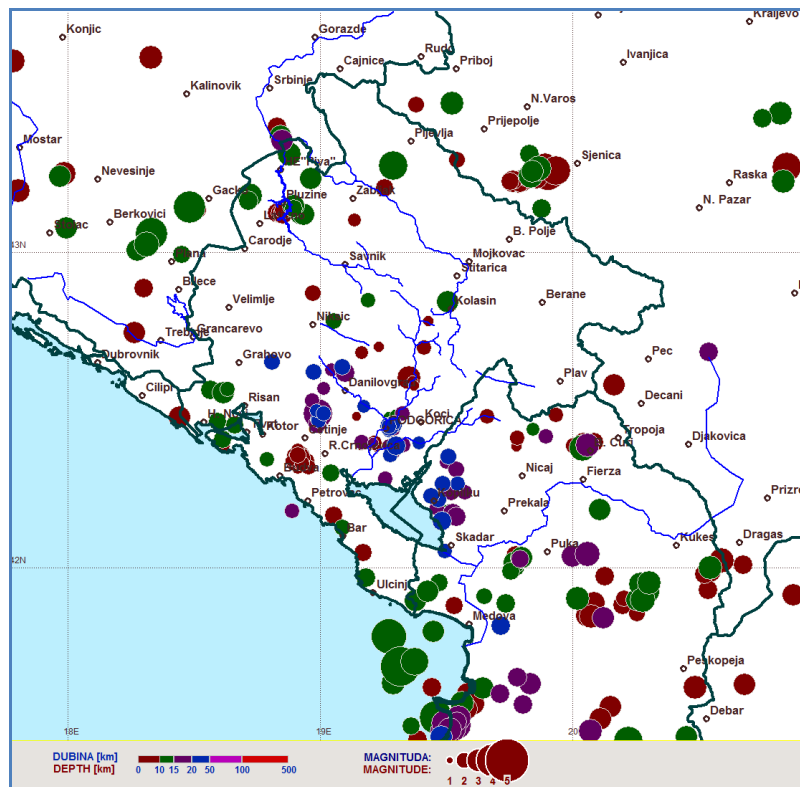 Kraljevo
Konjic
Gorazde
Rudo
Ivanjica
Cajnice
Priboj
Srbinje
Kalinovik
N.Varos
Prijepolje
Pljevlja
Mostar
Sjenica
Nevesinje
Raska
Gacko
Pluzine
Zabljak
N. Pazar
Berkovici
Stolac
B. Polje
43N
Carodje
Savnik
Mojkovac
Stitarica
Bilece
Kolasin
Berane
Velimlje
Niksic
Trebinje
Grancarevo
Dubrovnik
Grahovo
Pec
Plav
Danilovgrad
Cilipi
Decani
Risan
Koci
H. Novi
Kotor
Cetinje
Tropoja
Djakovica
R.Crnojevica
Nicaj
Fierza
Petrovac
Prekala
Prizren
Bar
Skadar
Puka
Kukes
Dragas
42N
Ulcinj
Medova
Peskopeja
Debar
18E
19E
DUBINA [km]
DEPTH [km]
0 10 15 20 50 100 500
MAGNITUDA:
MAGNITUDE:
1 2 3 4 5